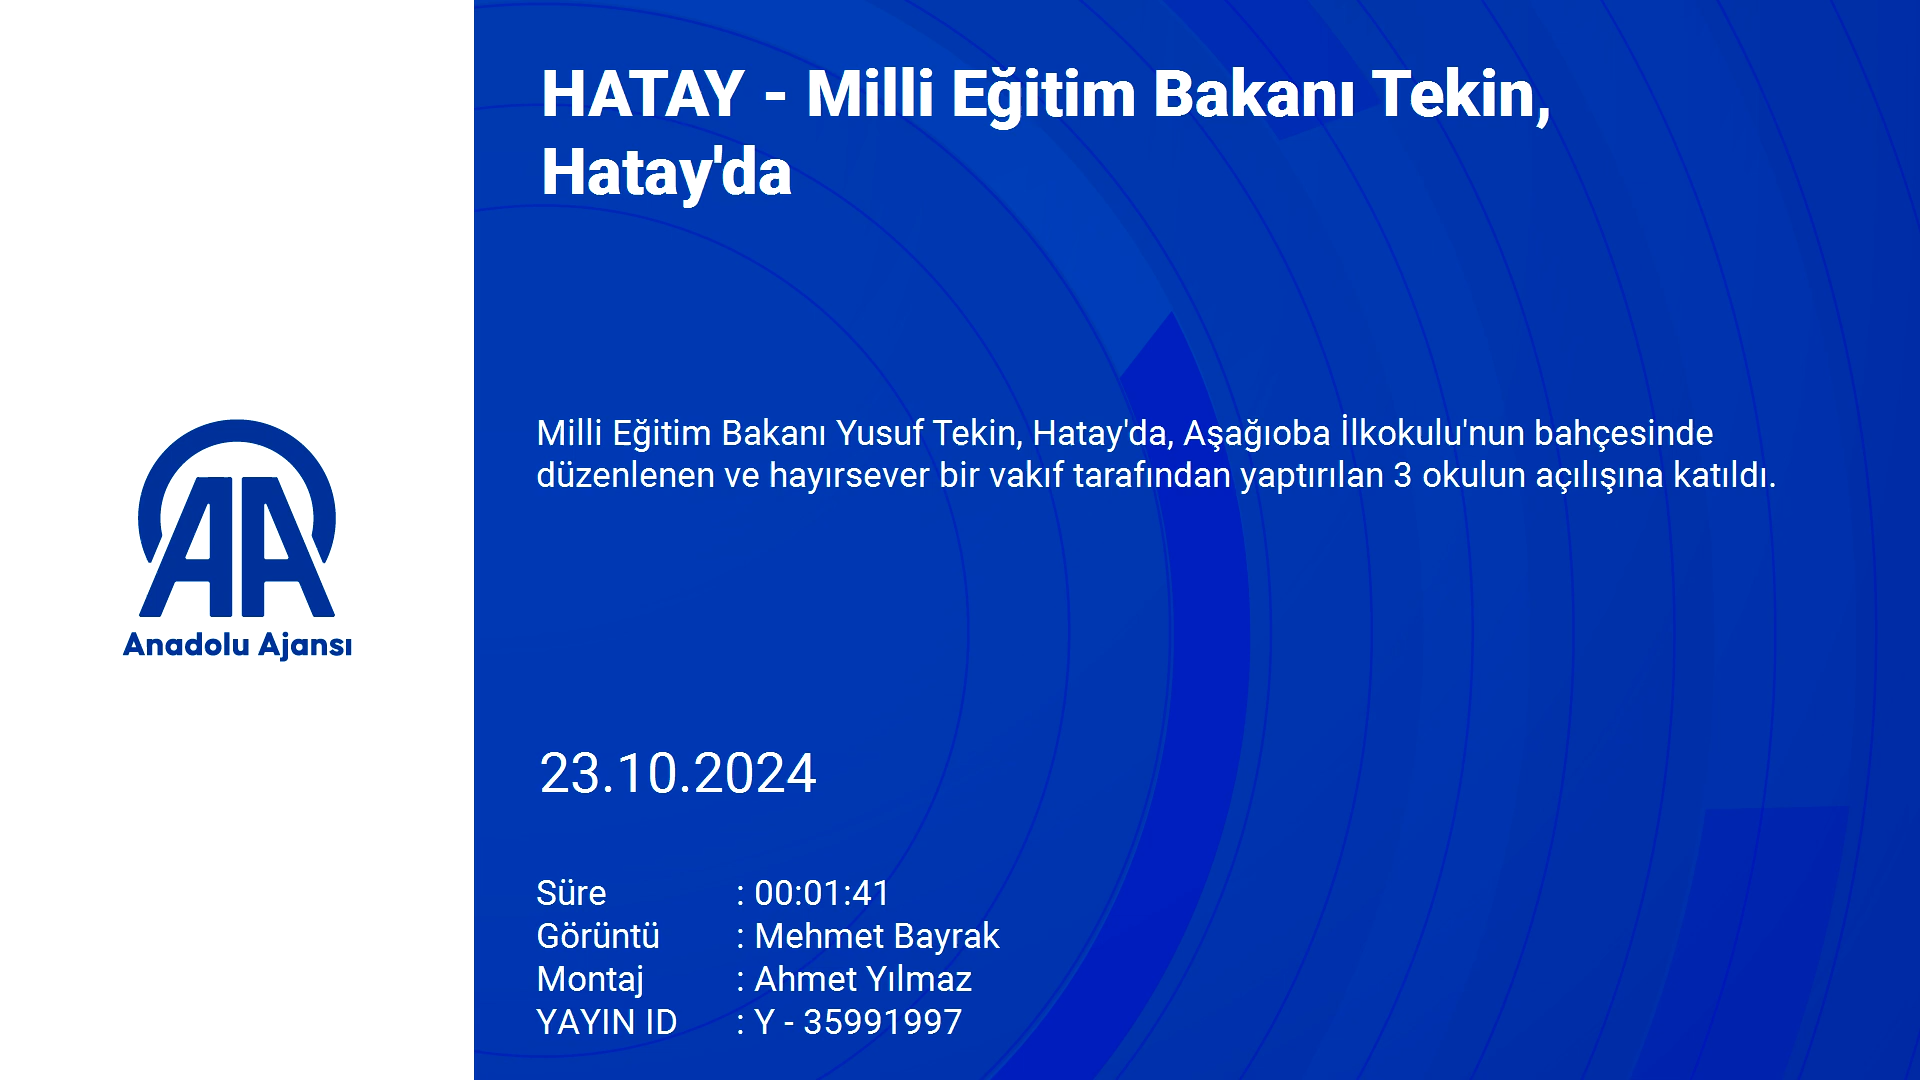 HATAY - Milli Eğitim Bakanı Tekin,
Hatay'da
Milli Eğitim Bakanı Yusuf Tekin, Hatay'da, Aşağıoba İlkokulu'nun bahçesinde
düzenlenen ve hayırsever bir vakıf tarafından yaptırılan 3 okulun açılışına katıldı.
AA
Anadolu Ajansı
23.10.2024
Süre : 00:01:41
Görüntü : Mehmet Bayrak
Montaj : Ahmet Yılmaz
YAYIN ID : Y - 35991997